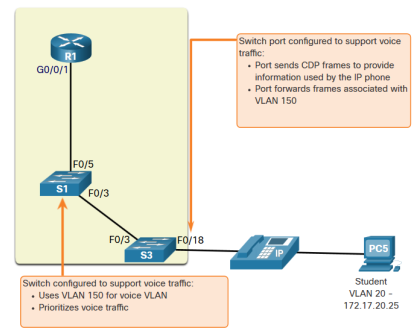 R1
G0/0/1
Switch port configured to support voice
traffic:
• Port sends CDP frames to provide
information used by the IP phone
• Port forwards frames associated with
VLAN 150
F0/5
S1
F0/3
F0/3
S3
F0/18
IP
PC5
Student
VLAN 20 -
172.17.20.25
Switch configured to support voice traffic:
• Uses VLAN 150 for voice VLAN
• Prioritizes voice traffic